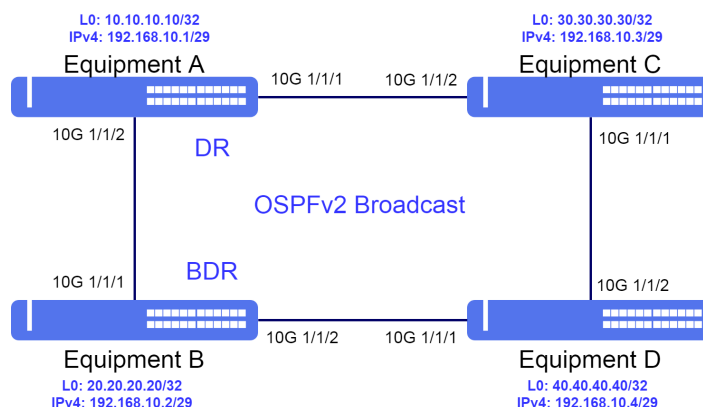 L0: 10.10.10.10/32
IPv4: 192.168.10.1/29
Equipment A
L0: 30.30.30.30/32
IPv4: 192.168.10.3/29
Equipment C
10G 1/1/1
10G 1/1/2
10G 1/1/2
DR
10G 1/1/1
OSPFv2 Broadcast
BDR
10G 1/1/1
10G 1/1/2
10G 1/1/2
10G 1/1/1
Equipment B
L0: 20.20.20.20/32
IPv4: 192.168.10.2/29
Equipment D
L0: 40.40.40.40/32
IPv4: 192.168.10.4/29